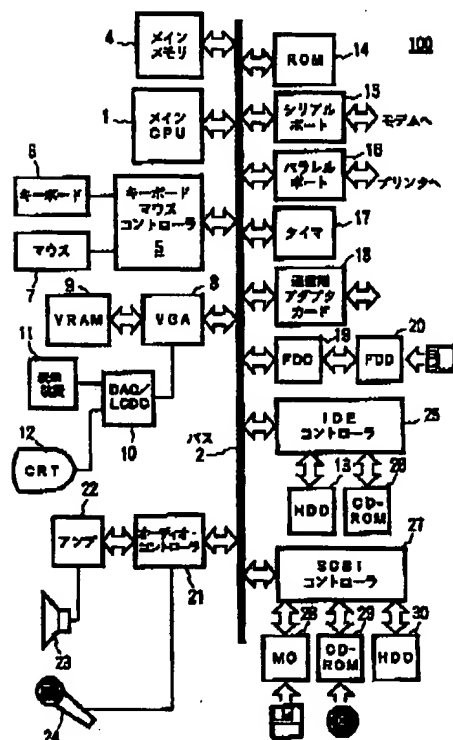 4
メイン
メモリ
1
メイン
CPU
6
キーボード
キーボード
マウス
コントローラ
5
マウス
7
9
VRAM
8
VGA
11
装置
12
CRT
DAC/
LCDC
10
22
アンプ
オーディオ・
コントローラ
21
23
24
バス
2
100
ROM
14
15
シリアル
ポート
モデムへ
16
パラレル
ポート
プリンタへ
タイマ
17
18
アダプタ
カード
19
FDC
20
FDD
IDE
コントローラ
25
13
HDD
26
CD-
ROM
27
SCSI
コントローラ
28
MO
29
CD-
ROM
30
HDD